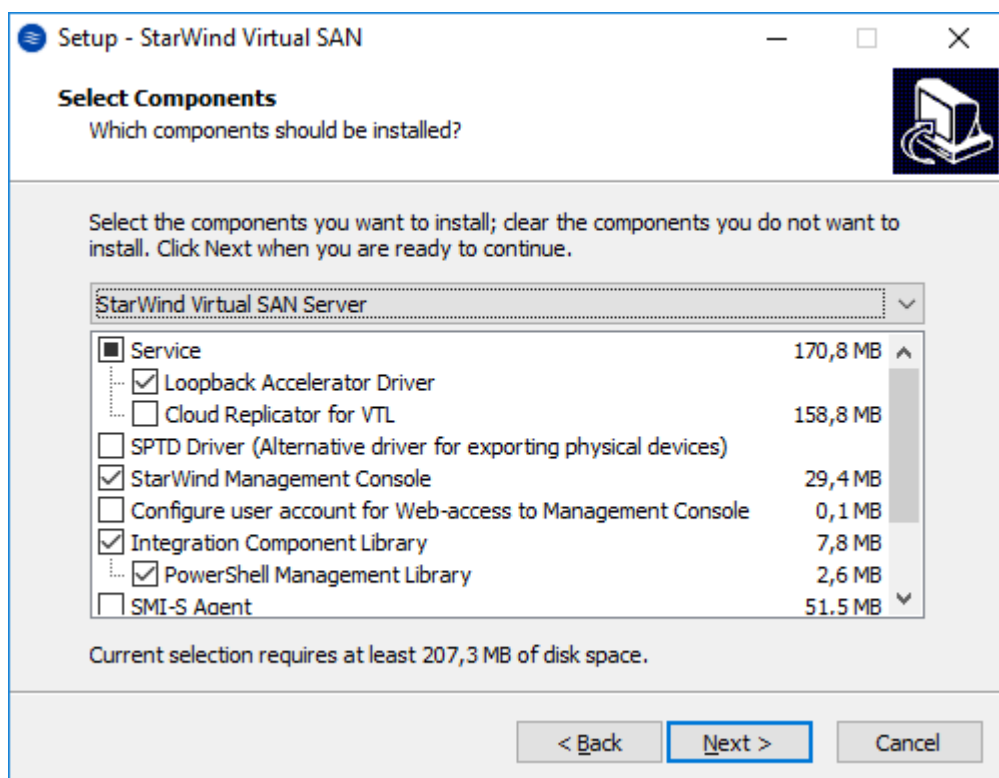 Setup - StarWind Virtual SAN
Select Components
Which components should be installed?
Select the components you want to install; clear the components you do not want to
install. Click Next when you are ready to continue.
StarWind Virtual SAN Server
Service 170,8 MB
Loopback Accelerator Driver
Cloud Replicator for VTL 158,8 MB
SPTD Driver (Alternative driver for exporting physical devices)
StarWind Management Console 29,4 MB
Configure user account for Web-access to Management Console 0,1 MB
Integration Component Library 7,8 MB
PowerShell Management Library 2,6 MB
SMI-S Agent 51.5 MB
Current selection requires at least 207,3 MB of disk space.
< Back Next > Cancel